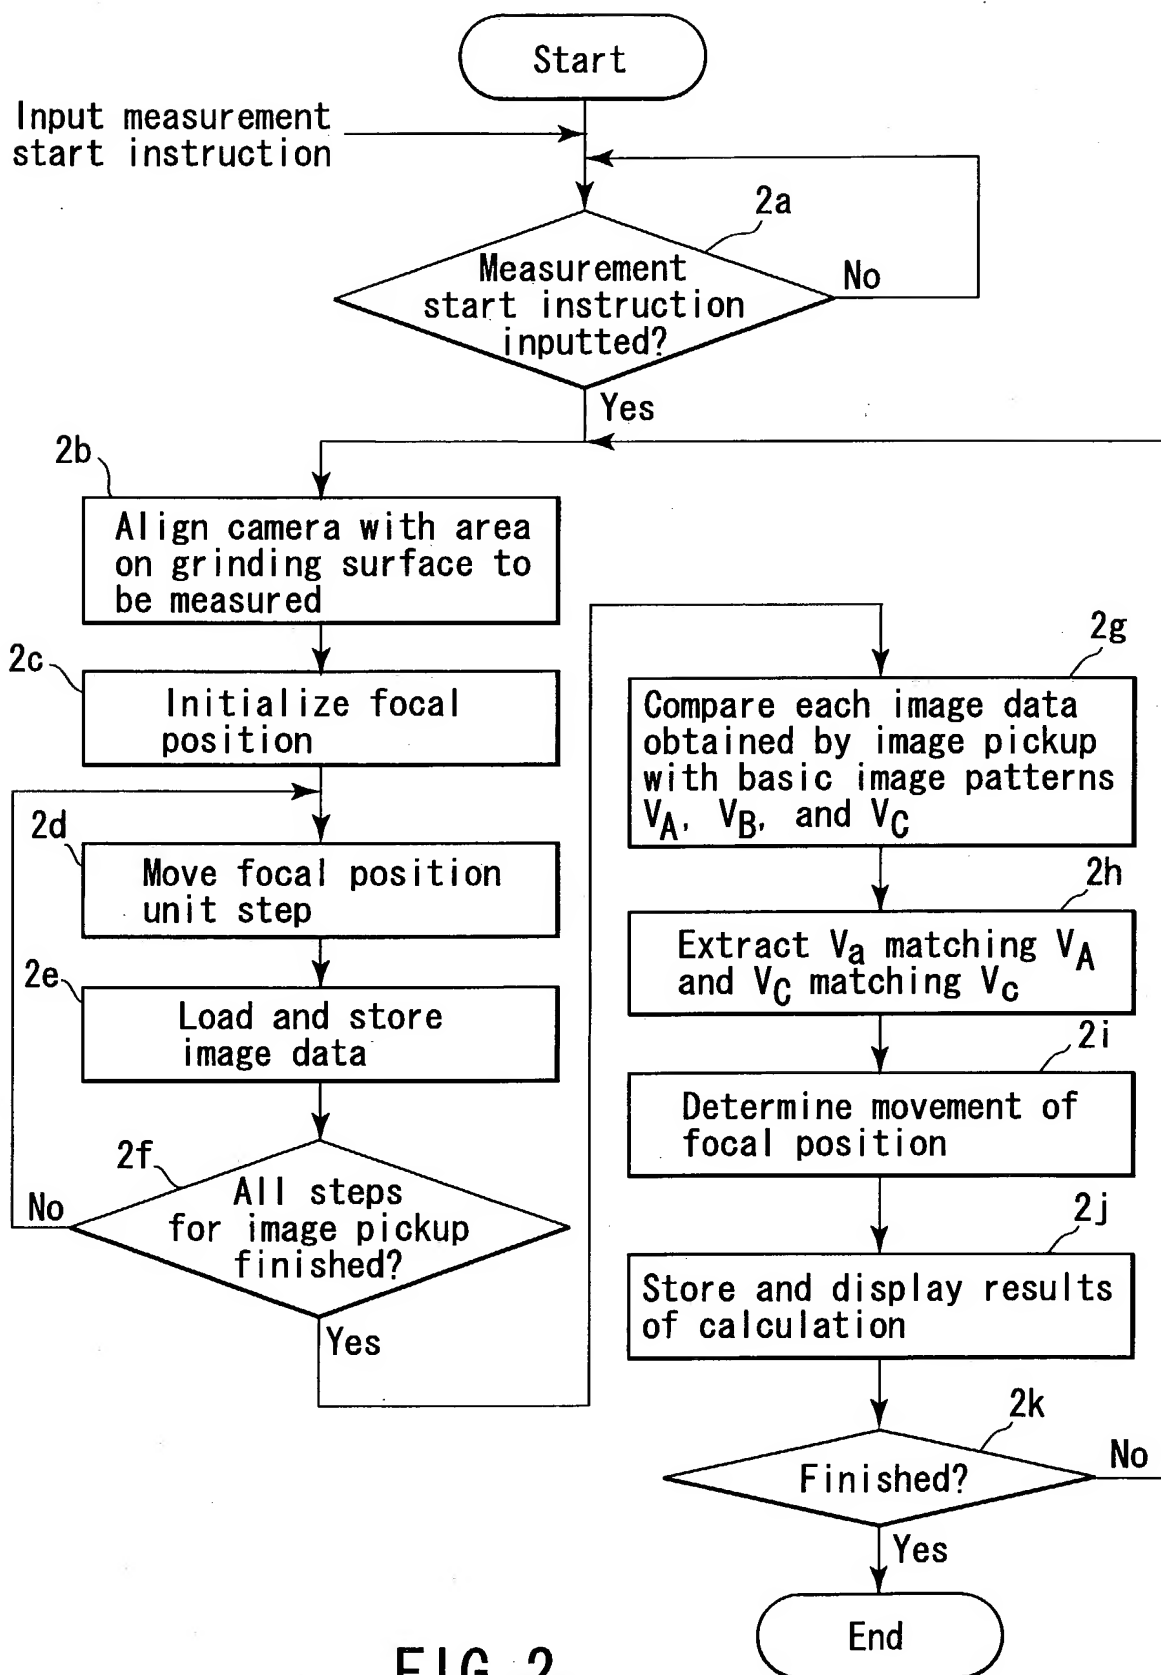 Start
Input measurement
start instruction
2a
Measurement
start instruction
inputted?
No
Yes
2b
Align camera with area
on grinding surface to
be measured
2c
Initialize focal
position
2d
Move focal position
unit step
2e
Load and store
image data
2f
All steps
for image pickup
finished?
No
Yes
2g
Compare each image data
obtained by image pickup
with basic image patterns
VA, VB, and VC
2h
Extract Va matching VA
and VC matching Vc
2i
Determine movement of
focal position
2j
Store and display results
of calculation
2k
Finished?
No
Yes
End
FIG. 2